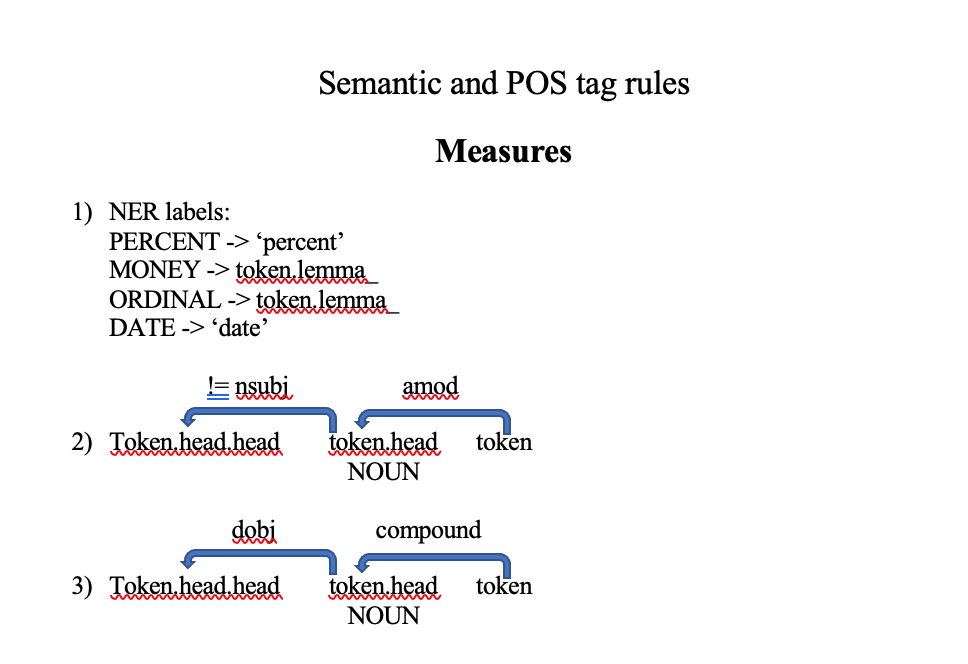 Semantic and POS tag rules
Measures
1) NER labels:
PERCENT -> ‘percent’
MONEY -> token.lemma_
ORDINAL -> token.lemma_
DATE -> ‘date’
!= nsubj amod
2) Token.head.head token.head token
NOUN
dobj compound
3) Token.head.head token.head token
NOUN